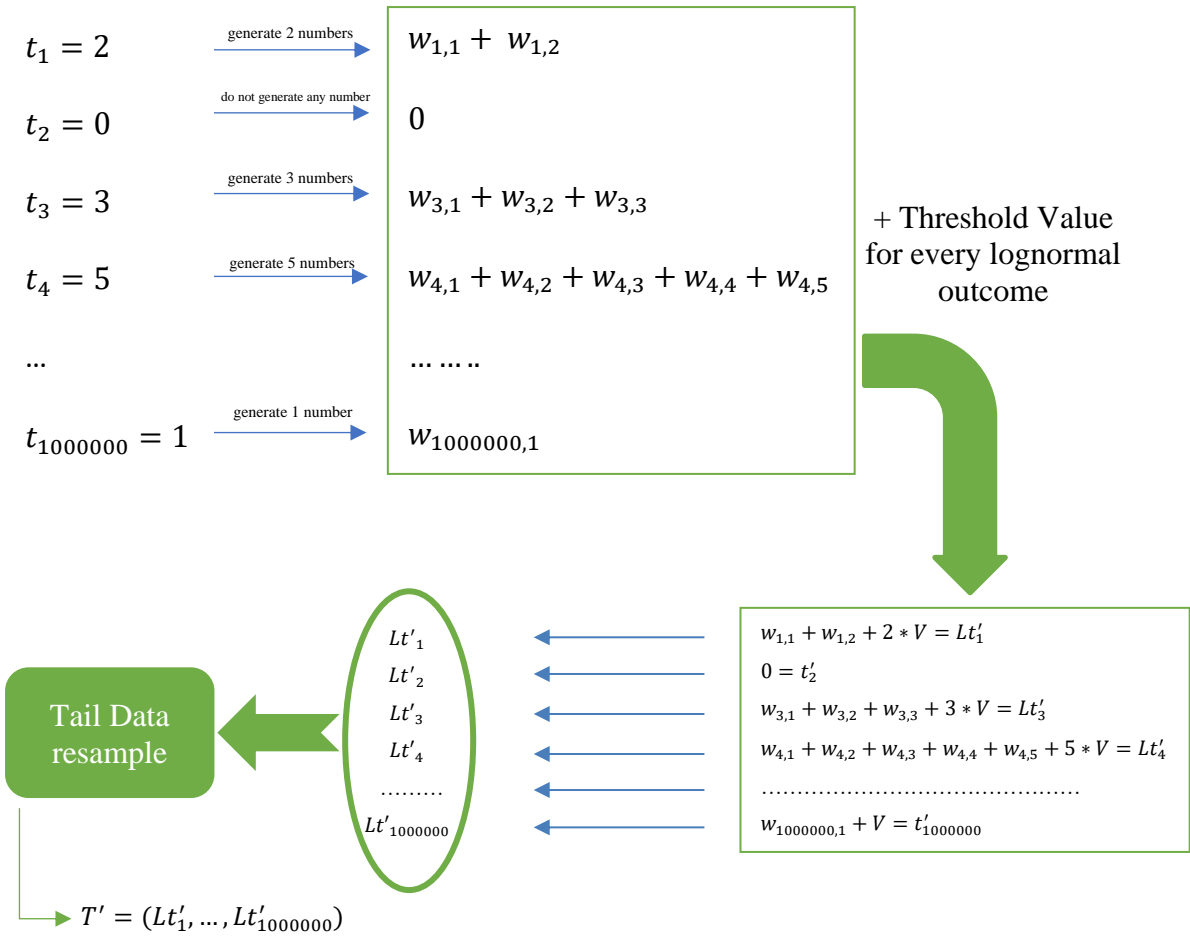 t₁ = 2
generate 2 numbers
w₁,₁ + w₁,₂
t₂ = 0
do not generate any number
0
t₃ = 3
generate 3 numbers
w₃,₁ + w₃,₂ + w₃,₃
t₄ = 5
generate 5 numbers
w₄,₁ + w₄,₂ + w₄,₃ + w₄,₄ + w₄,₅
...
... ... ..
t₁₀₀₀₀₀₀ = 1
generate 1 number
w₁₀₀₀₀₀₀,₁
+ Threshold Value
for every lognormal
outcome
w₁,₁ + w₁,₂ + 2 * V = Lt′₁
0 = t′₂
w₃,₁ + w₃,₂ + w₃,₃ + 3 * V = Lt′₃
w₄,₁ + w₄,₂ + w₄,₃ + w₄,₄ + w₄,₅ + 5 * V = Lt′₄
.............................................
w₁₀₀₀₀₀₀,₁ + V = t′₁₀₀₀₀₀₀
Lt′₁
Lt′₂
Lt′₃
Lt′₄
.........
Lt′₁₀₀₀₀₀₀
Tail Data
resample
T′ = (Lt′₁, ... , Lt′₁₀₀₀₀₀₀)